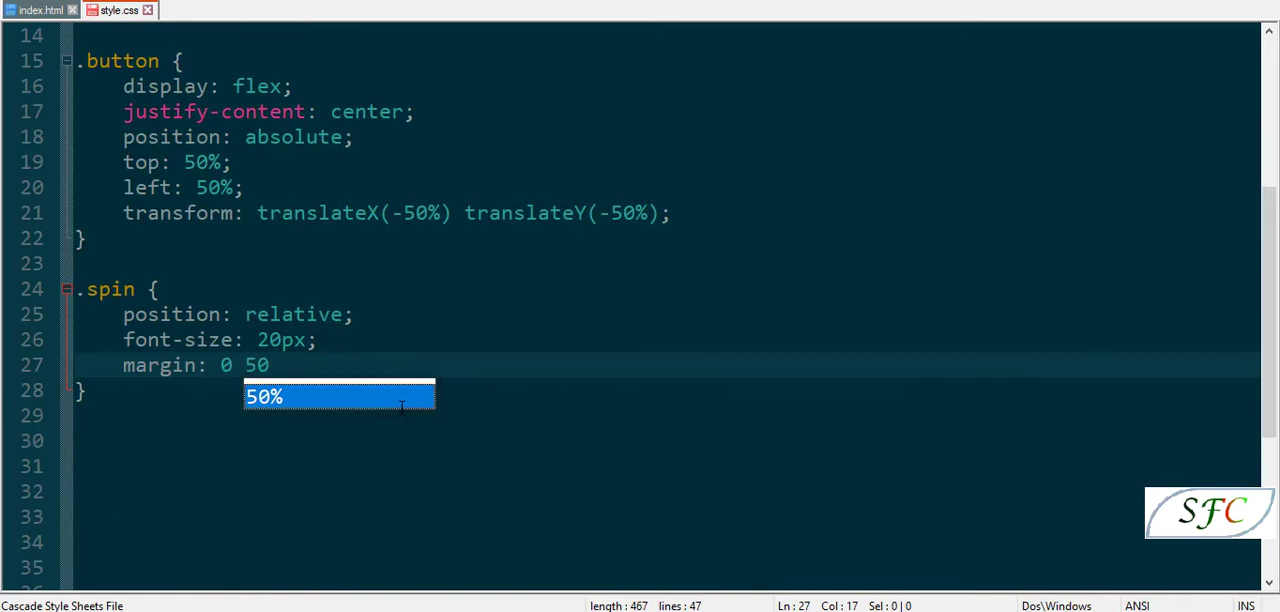 index.html style.css
14
15 .button {
16 display: flex;
17 justify-content: center;
18 position: absolute;
19 top: 50%;
20 left: 50%;
21 transform: translateX(-50%) translateY(-50%);
22 }
23
24 .spin {
25 position: relative;
26 font-size: 20px;
27 margin: 0 50
50%
28 }
29
30
31
32
33
34
35
SFC
Cascade Style Sheets File length : 467 lines : 47 Ln : 27 Col : 17 Sel : 0 | 0 Dos\Windows ANSI INS